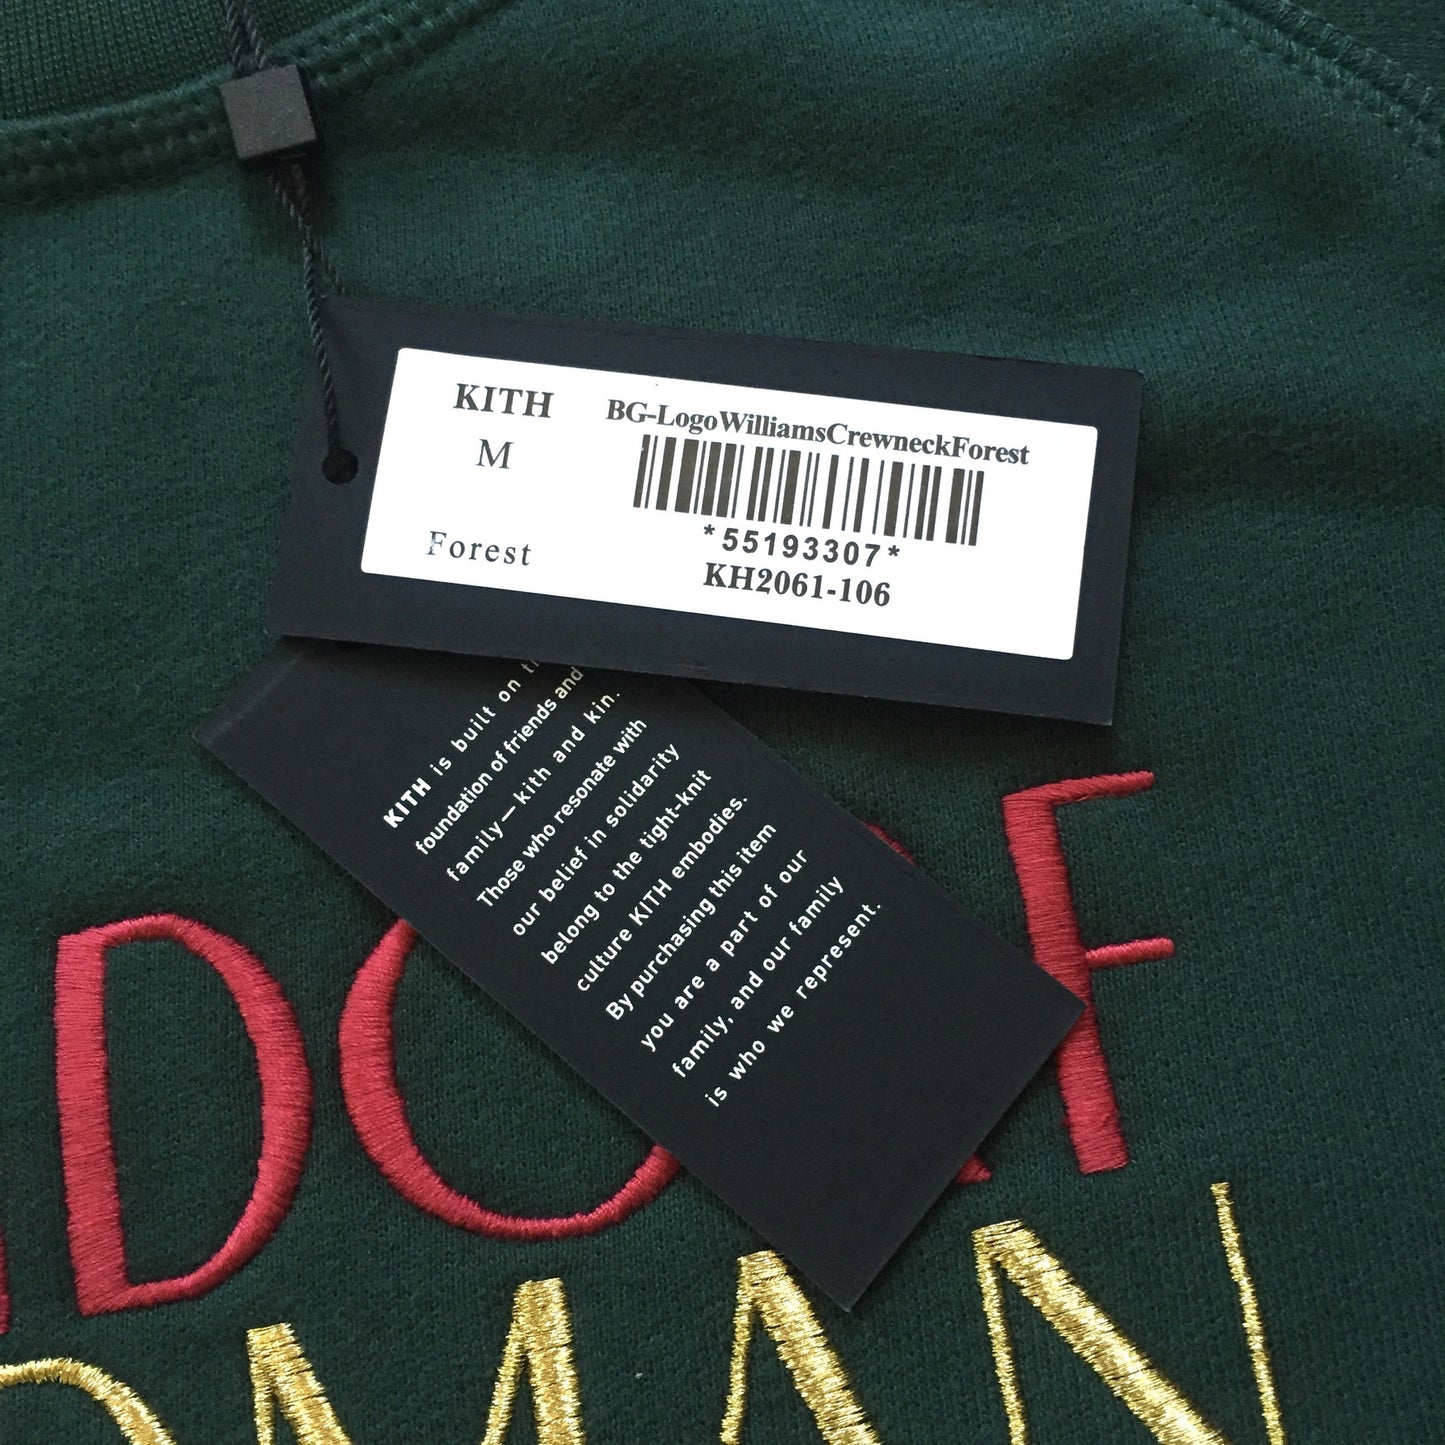 KITH
M
Forest
BG-LogoWilliamsCrewneckForest
*55193307*
KH2061-106
KITH is built on
foundation of friends and
family—kith and kin.
Those who resonate with
our belief in solidarity
belong to the tight-knit
culture KITH embodies.
By purchasing this item
you are a part of our
family, and our family
is who we represent.